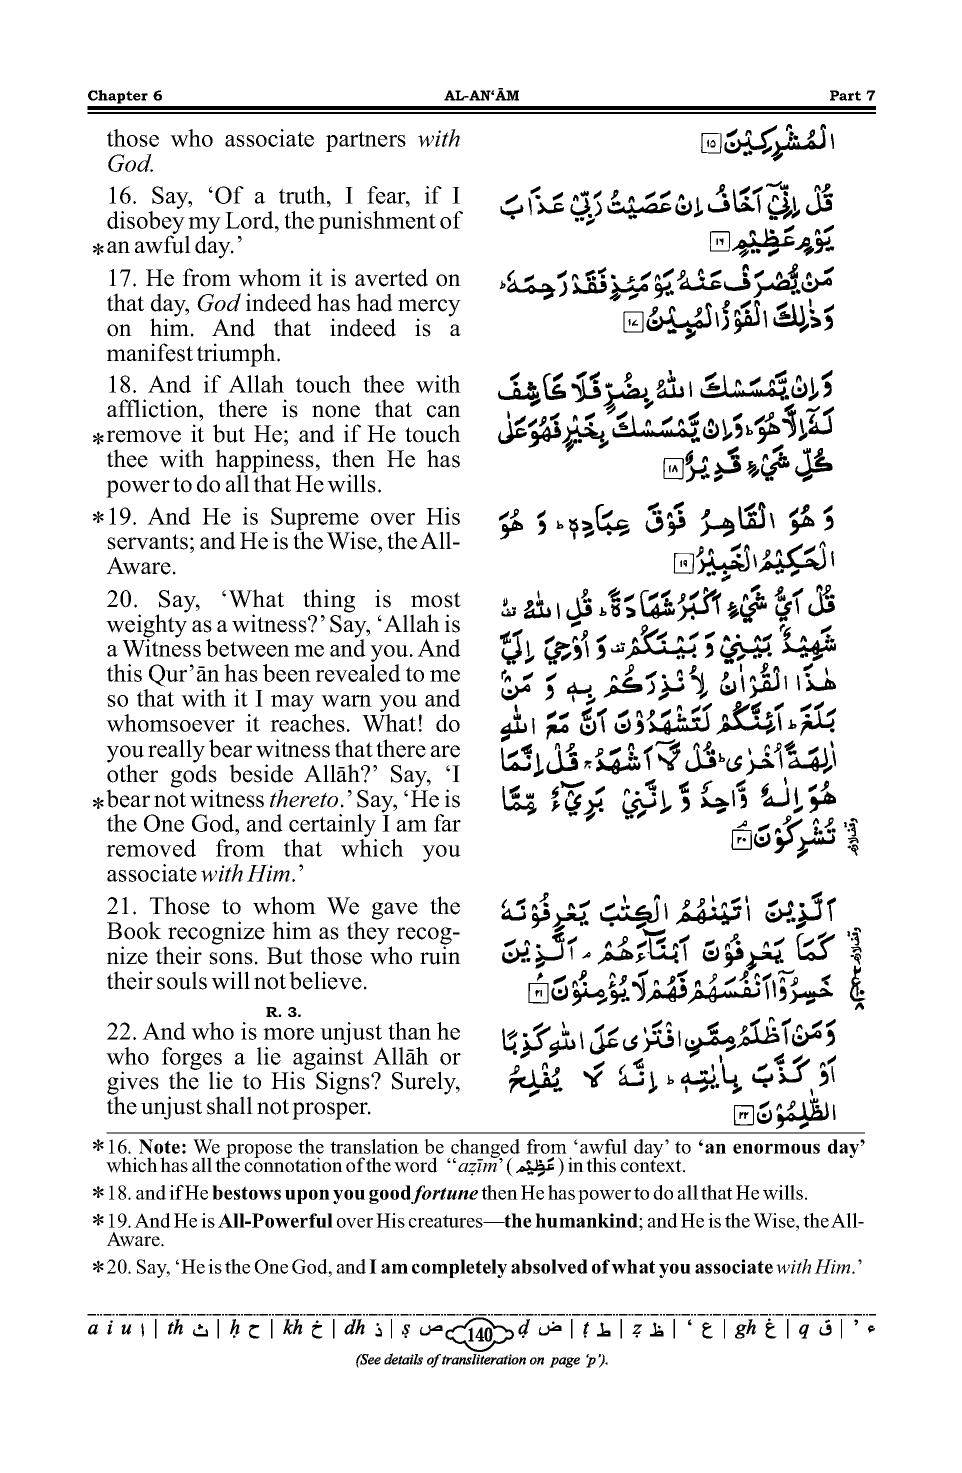 Chapter 6 AL-AN‘ĀM Part 7
those who associate partners with
God.
16. Say, ‘Of a truth, I fear, if I
disobey my Lord, the punishment of
*an awful day.’
17. He from whom it is averted on
that day, God indeed has had mercy
on him. And that indeed is a
manifest triumph.
18. And if Allah touch thee with
affliction, there is none that can
*remove it but He; and if He touch
thee with happiness, then He has
power to do all that He wills.
*19. And He is Supreme over His
servants; and He is the Wise, the All-
Aware.
20. Say, ‘What thing is most
weighty as a witness?’ Say, ‘Allah is
a Witness between me and you. And
this Qur’ān has been revealed to me
so that with it I may warn you and
whomsoever it reaches. What! do
you really bear witness that there are
other gods beside Allāh?’ Say, ‘I
*bear not witness thereto.’ Say, ‘He is
the One God, and certainly I am far
removed from that which you
associate with Him.’
21. Those to whom We gave the
Book recognize him as they recog-
nize their sons. But those who ruin
their souls will not believe.
R. 3.
22. And who is more unjust than he
who forges a lie against Allāh or
gives the lie to His Signs? Surely,
the unjust shall not prosper.
الْمُشْرِكِيْنَ ۝۱۵
قُلْ اِنِّيْۤ اَخَافُ اِنْ عَصَيْتُ رَبِّيْ عَذَابَ
يَوْمٍ عَظِيْمٍ ۝۱۶
مَنْ يُّصْرَفْ عَنْهُ يَوْمَئِذٍ فَقَدْ رَحِمَهٗ ؕ
وَ ذٰلِكَ الْفَوْزُ الْمُبِيْنُ ۝۱۷
وَ اِنْ يَّمْسَسْكَ اللّٰهُ بِضُرٍّ فَلَا كَاشِفَ
لَهٗۤ اِلَّا هُوَ ؕ وَ اِنْ يَّمْسَسْكَ بِخَيْرٍ فَهُوَ عَلٰى
كُلِّ شَيْءٍ قَدِيْرٌ ۝۱۸
وَ هُوَ الْقَاهِرُ فَوْقَ عِبَادِهٖ ؕ وَ هُوَ
الْحَكِيْمُ الْخَبِيْرُ ۝۱۹
قُلْ اَيُّ شَيْءٍ اَكْبَرُ شَهَادَةً ؕ قُلِ اللّٰهُ ۟ۙ
شَهِيْدٌۢ بَيْنِيْ وَ بَيْنَكُمْ ۟ وَ اُوْحِيَ اِلَيَّ
هٰذَا الْقُرْاٰنُ لِاُنْذِرَكُمْ بِهٖ وَ مَنْۢ
بَلَغَ ؕ اَئِنَّكُمْ لَتَشْهَدُوْنَ اَنَّ مَعَ اللّٰهِ
اٰلِهَةً اُخْرٰى ؕ قُلْ لَّاۤ اَشْهَدُ ۚ قُلْ اِنَّمَا
هُوَ اِلٰهٌ وَّاحِدٌ وَّ اِنَّنِيْ بَرِيْٓءٌ مِّمَّا
تُشْرِكُوْنَ ۝۲۰
اَلَّذِيْنَ اٰتَيْنٰهُمُ الْكِتٰبَ يَعْرِفُوْنَهٗ
كَمَا يَعْرِفُوْنَ اَبْنَآءَهُمْ ۘ اَلَّذِيْنَ
خَسِرُوْۤا اَنْفُسَهُمْ فَهُمْ لَا يُؤْمِنُوْنَ ۝۲۱
وَ مَنْ اَظْلَمُ مِمَّنِ افْتَرٰى عَلَى اللّٰهِ كَذِبًا
اَوْ كَذَّبَ بِاٰيٰتِهٖ ؕ اِنَّهٗ لَا يُفْلِحُ
الظّٰلِمُوْنَ ۝۲۲
*16. Note: We propose the translation be changed from ‘awful day’ to ‘an enormous day’
which has all the connotation of the word “aẓīm’ (عَظِيْمٍ) in this context.
*18. and if He bestows upon you good fortune then He has power to do all that He wills.
*19. And He is All-Powerful over His creatures—the humankind; and He is the Wise, the All-
Aware.
*20. Say, ‘He is the One God, and I am completely absolved of what you associate with Him.’
a i u ا | th ث | ḥ ح | kh خ | dh ذ | ṣ ص 140 ḍ ض | ṭ ط | ẓ ظ | ‘ ع | gh غ | q ق | ’ ء
(See details of transliteration on page ‘p’).